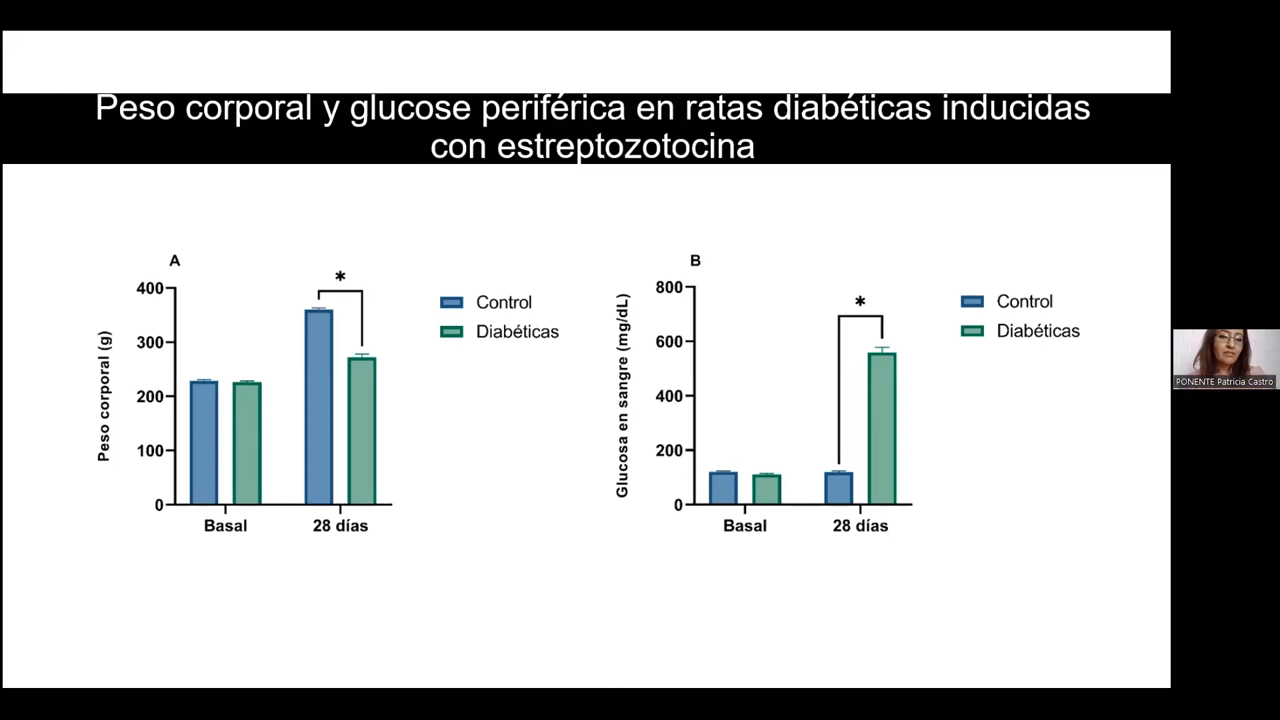 Peso corporal y glucose periférica en ratas diabéticas inducidas
con estreptozotocina
A
400
300
200
100
0
Peso corporal (g)
*
Basal
28 días
Control
Diabéticas
B
800
600
400
200
0
Glucosa en sangre (mg/dL)
*
Basal
28 días
Control
Diabéticas
PONENTE Patricia Castro